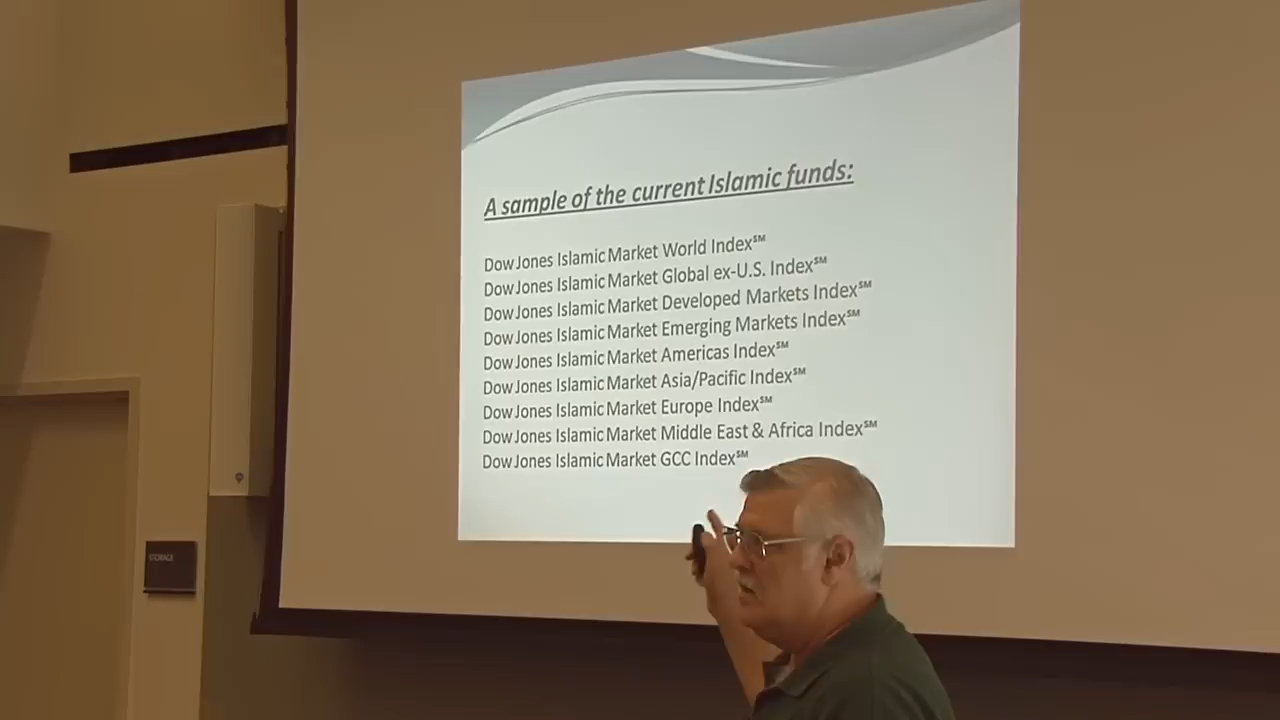 A sample of the current Islamic funds:
Dow Jones Islamic Market World Index℠
Dow Jones Islamic Market Global ex-U.S. Index℠
Dow Jones Islamic Market Developed Markets Index℠
Dow Jones Islamic Market Emerging Markets Index℠
Dow Jones Islamic Market Americas Index℠
Dow Jones Islamic Market Asia/Pacific Index℠
Dow Jones Islamic Market Europe Index℠
Dow Jones Islamic Market Middle East & Africa Index℠
Dow Jones Islamic Market GCC Index℠
STORAGE